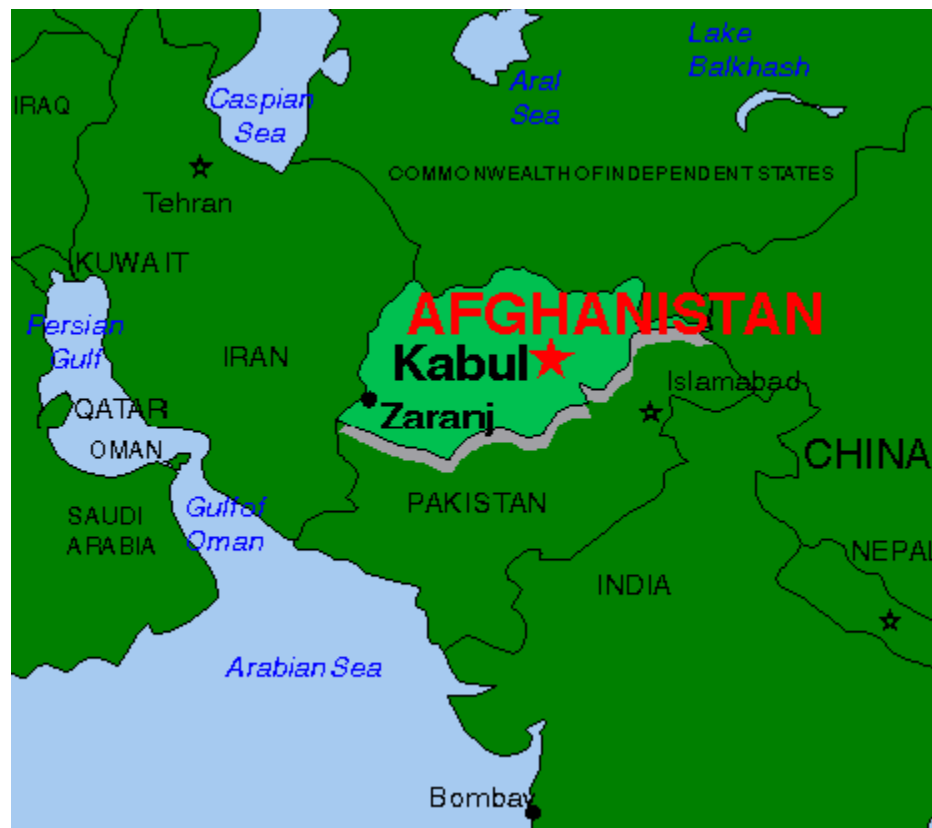 Lake
Balkhash
Caspian
Sea
Aral
Sea
IRAQ
COMMONWEALTH OF INDEPENDENT STATES
Tehran
KUWAIT
AFGHANISTAN
Persian
Gulf
IRAN
Kabul
Islamabad
QATAR
Zaranj
OMAN
CHINA
PAKISTAN
SAUDI
ARABIA
Gulf of
Oman
NEPAL
INDIA
Arabian Sea
Bombay